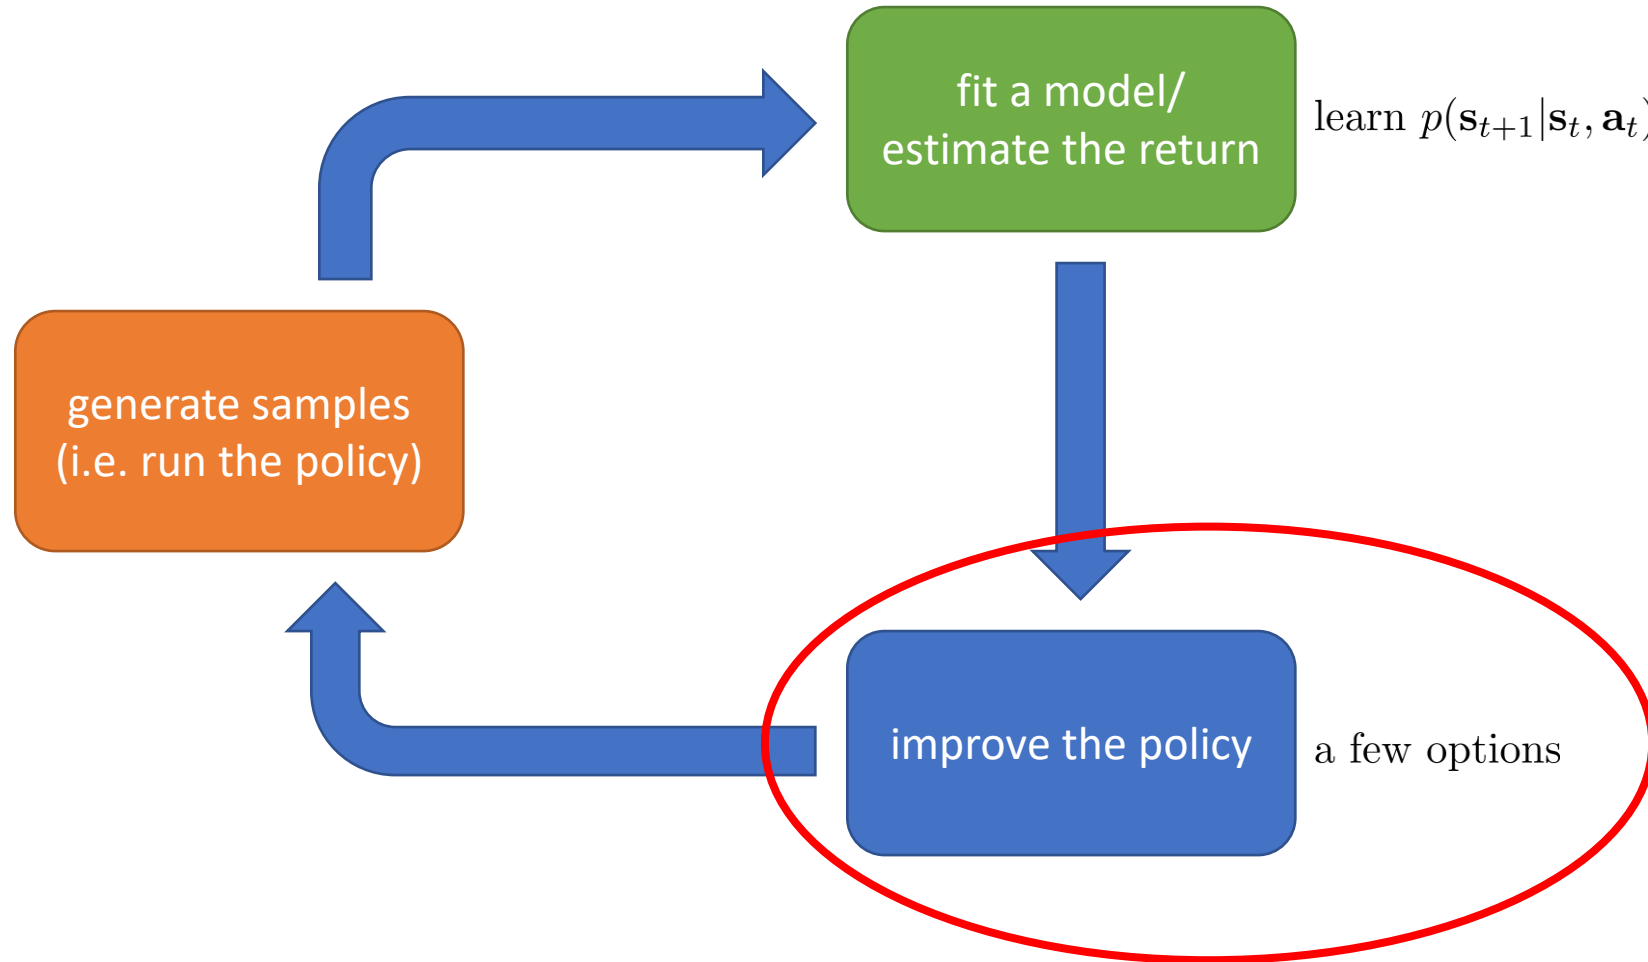 fit a model/
estimate the return
learn p(s_{t+1}|s_t, a_t)
generate samples
(i.e. run the policy)
improve the policy
a few options